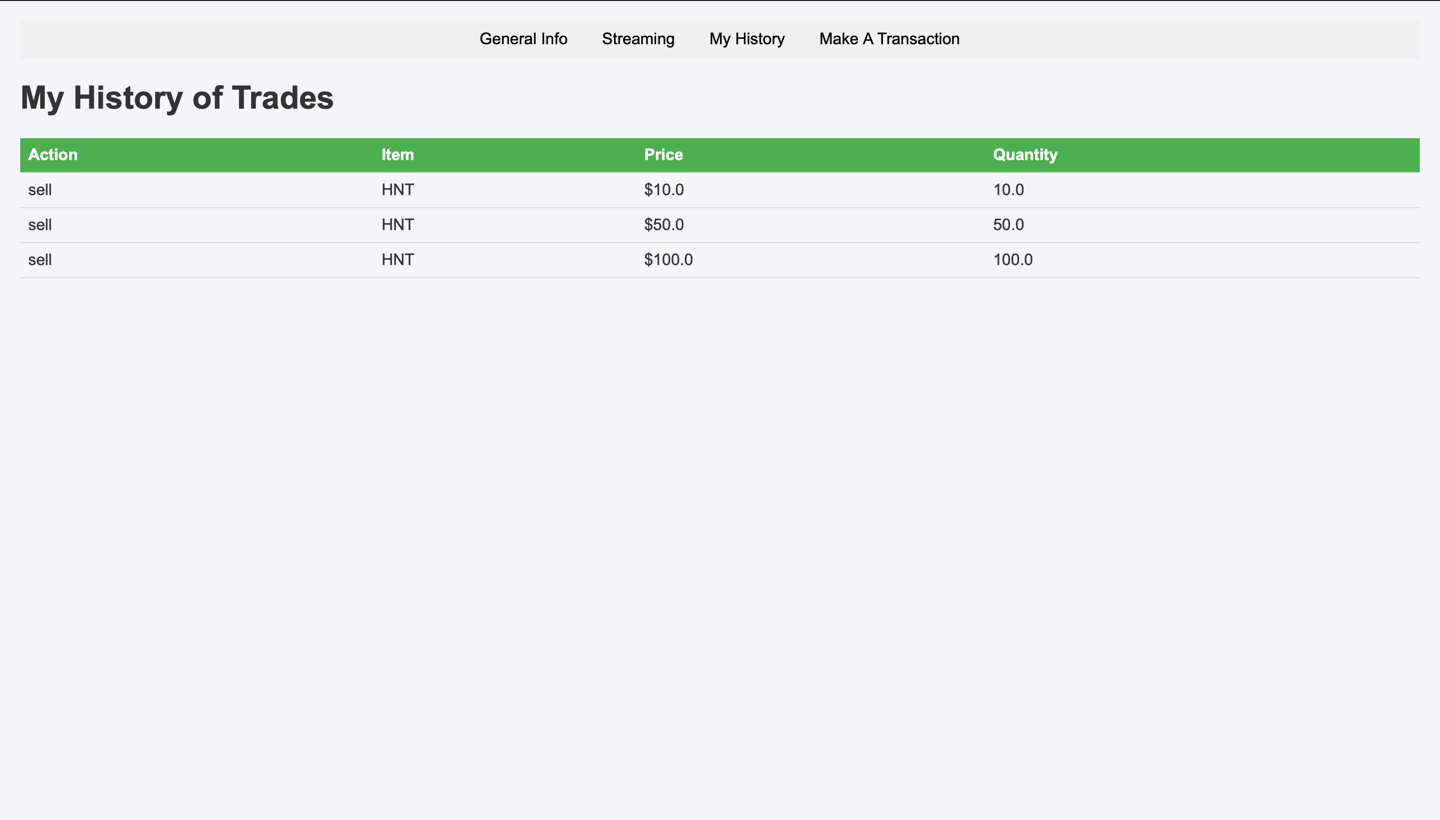 General Info Streaming My History Make A Transaction
My History of Trades
Action Item Price Quantity
sell HNT $10.0 10.0
sell HNT $50.0 50.0
sell HNT $100.0 100.0